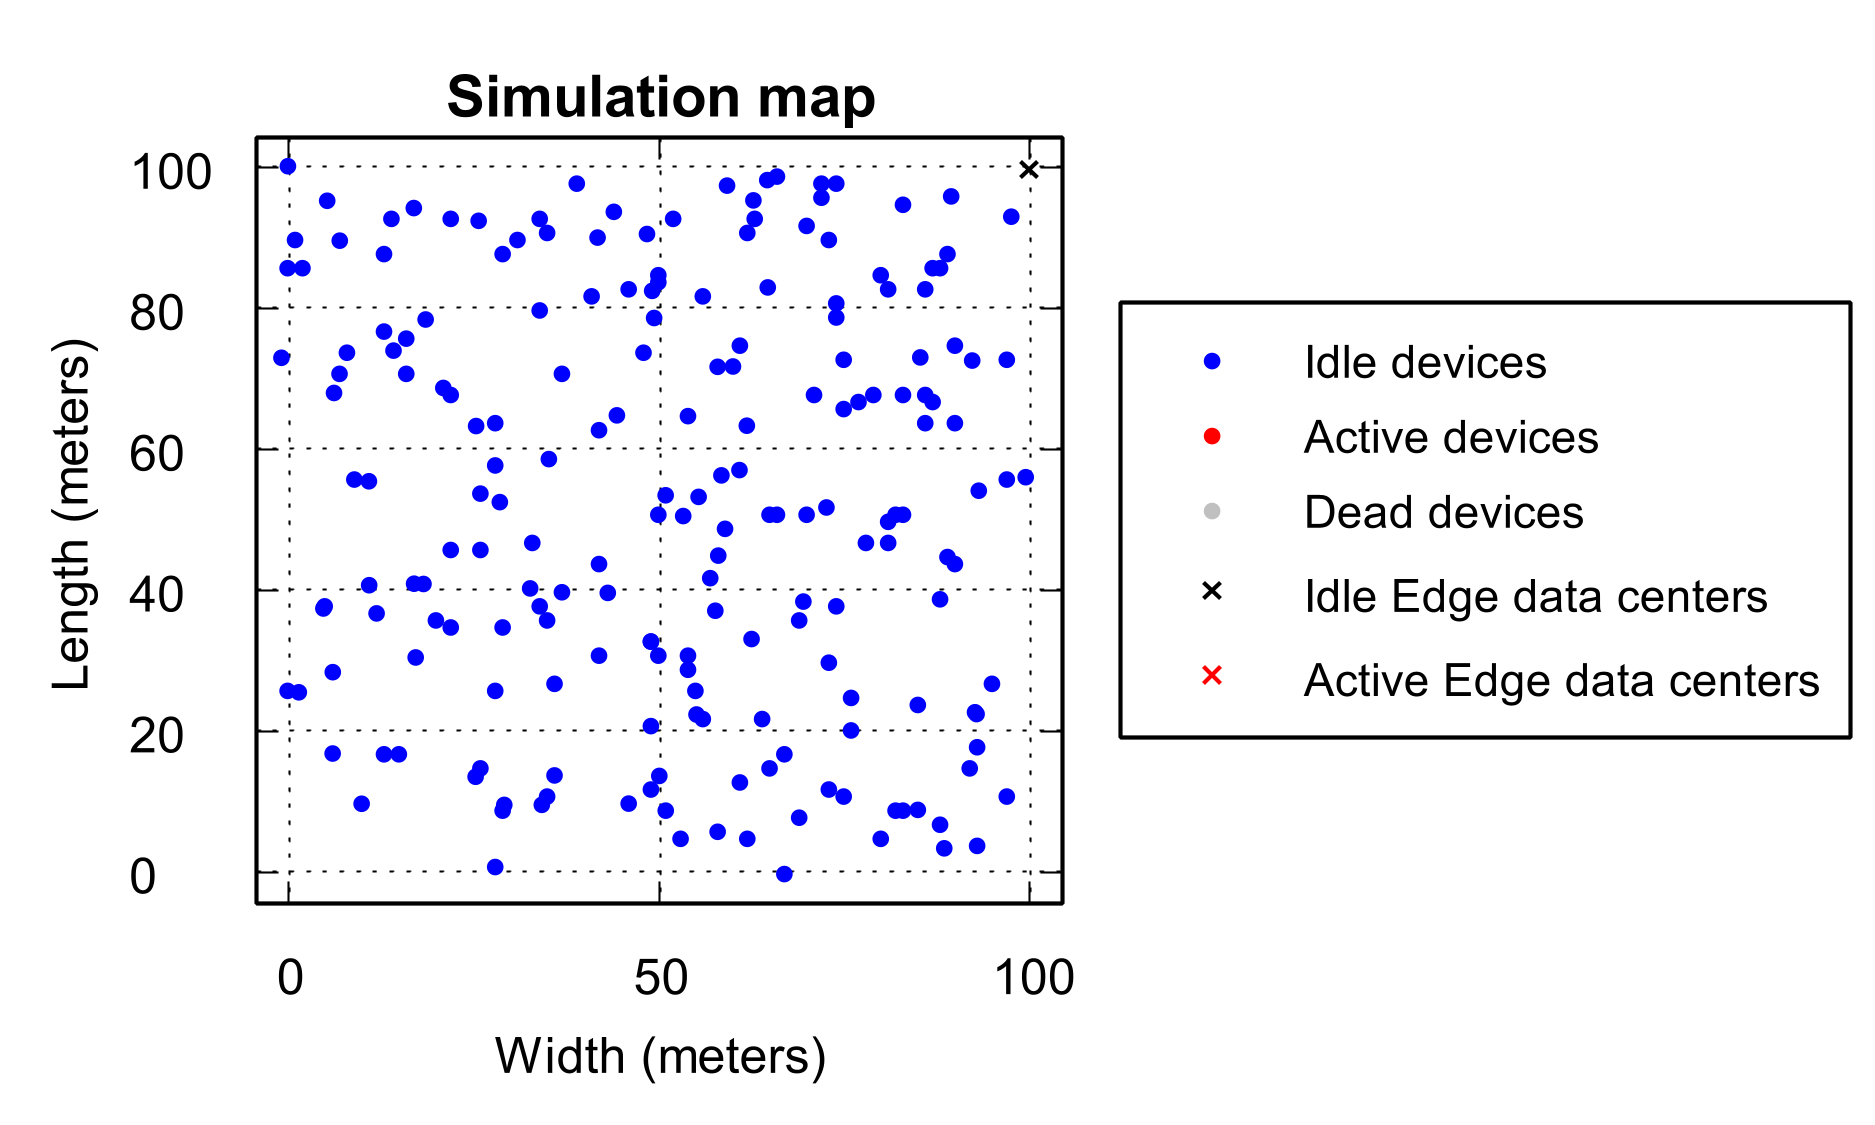 Simulation map
100
80
60
40
20
0
Length (meters)
0 50 100
Width (meters)
Idle devices
Active devices
Dead devices
Idle Edge data centers
Active Edge data centers